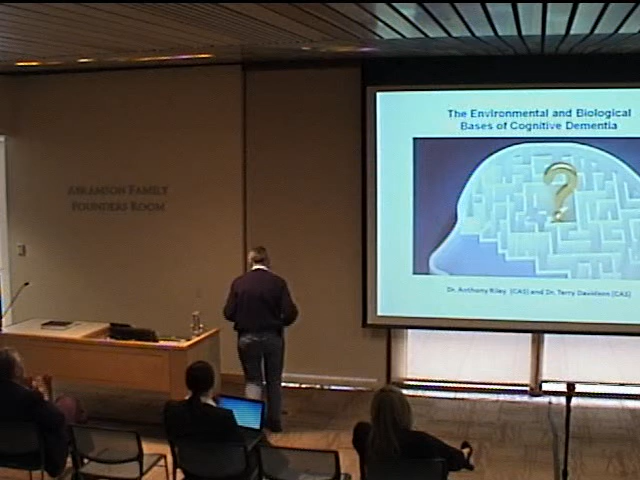 The Environmental and Biological
Bases of Cognitive Dementia
?
Dr. Anthony Riley (CAS) and Dr. Terry Davidson (CAS)
ABRAMSON FAMILY
FOUNDERS ROOM